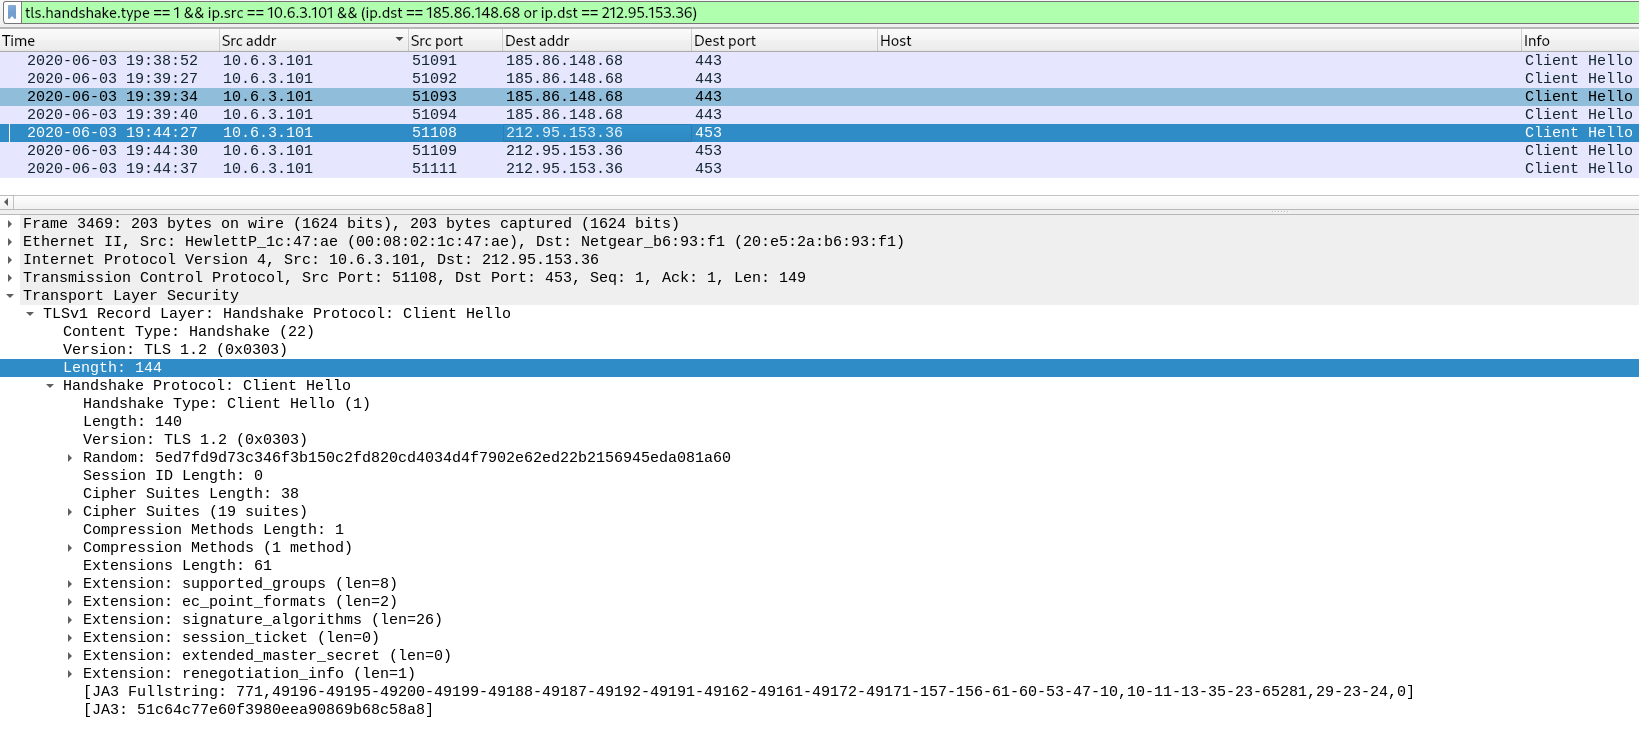 tls.handshake.type == 1 && ip.src == 10.6.3.101 && (ip.dst == 185.86.148.68 or ip.dst == 212.95.153.36)
Time Src addr Src port Dest addr Dest port Host Info
2020-06-03 19:38:52 10.6.3.101 51091 185.86.148.68 443 Client Hello
2020-06-03 19:39:27 10.6.3.101 51092 185.86.148.68 443 Client Hello
2020-06-03 19:39:34 10.6.3.101 51093 185.86.148.68 443 Client Hello
2020-06-03 19:39:40 10.6.3.101 51094 185.86.148.68 443 Client Hello
2020-06-03 19:44:27 10.6.3.101 51108 212.95.153.36 453 Client Hello
2020-06-03 19:44:30 10.6.3.101 51109 212.95.153.36 453 Client Hello
2020-06-03 19:44:37 10.6.3.101 51111 212.95.153.36 453 Client Hello
Frame 3469: 203 bytes on wire (1624 bits), 203 bytes captured (1624 bits)
Ethernet II, Src: HewlettP_1c:47:ae (00:08:02:1c:47:ae), Dst: Netgear_b6:93:f1 (20:e5:2a:b6:93:f1)
Internet Protocol Version 4, Src: 10.6.3.101, Dst: 212.95.153.36
Transmission Control Protocol, Src Port: 51108, Dst Port: 453, Seq: 1, Ack: 1, Len: 149
Transport Layer Security
TLSv1 Record Layer: Handshake Protocol: Client Hello
Content Type: Handshake (22)
Version: TLS 1.2 (0x0303)
Length: 144
Handshake Protocol: Client Hello
Handshake Type: Client Hello (1)
Length: 140
Version: TLS 1.2 (0x0303)
Random: 5ed7fd9d73c346f3b150c2fd820cd4034d4f7902e62ed22b2156945eda081a60
Session ID Length: 0
Cipher Suites Length: 38
Cipher Suites (19 suites)
Compression Methods Length: 1
Compression Methods (1 method)
Extensions Length: 61
Extension: supported_groups (len=8)
Extension: ec_point_formats (len=2)
Extension: signature_algorithms (len=26)
Extension: session_ticket (len=0)
Extension: extended_master_secret (len=0)
Extension: renegotiation_info (len=1)
[JA3 Fullstring: 771,49196-49195-49200-49199-49188-49187-49192-49191-49162-49161-49172-49171-157-156-61-60-53-47-10,10-11-13-35-23-65281,29-23-24,0]
[JA3: 51c64c77e60f3980eea90869b68c58a8]